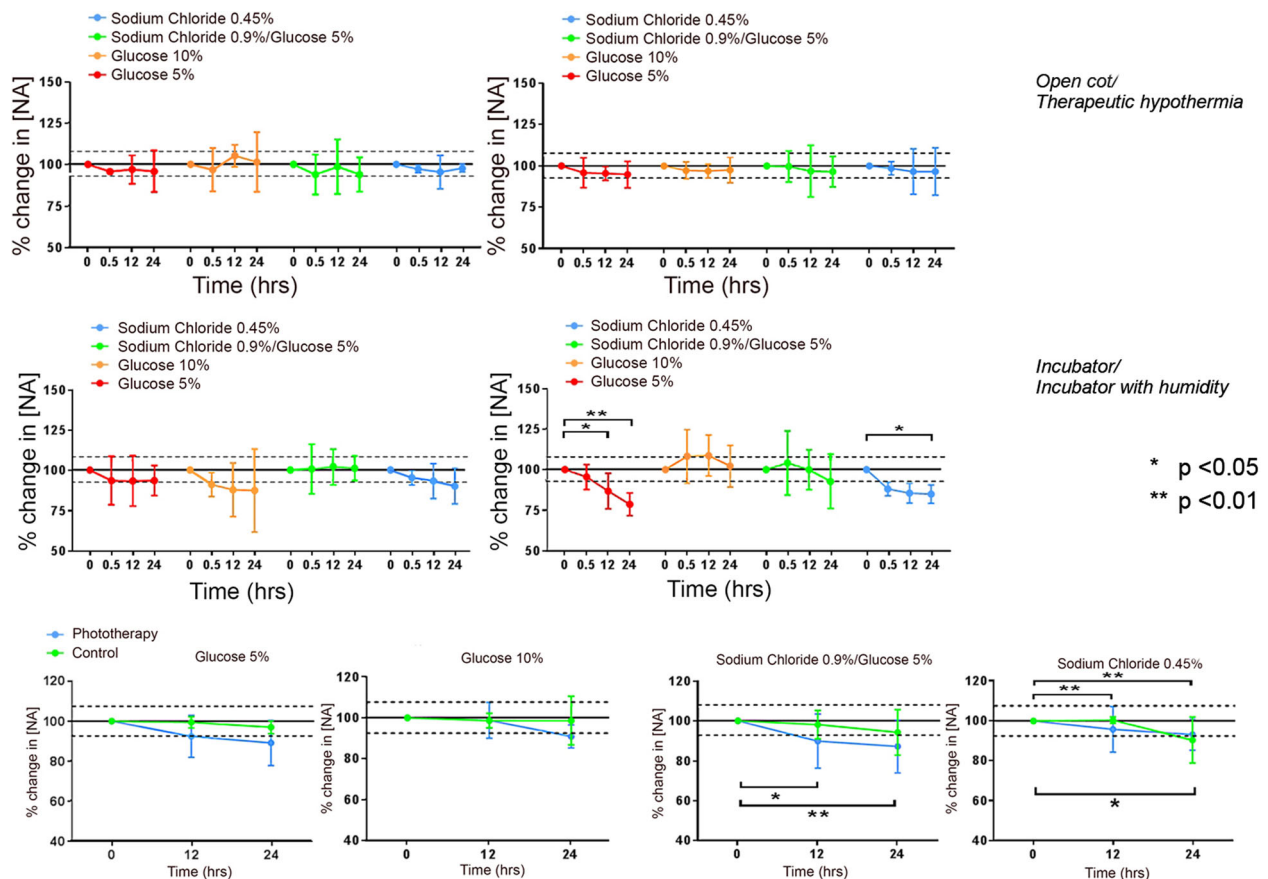 Sodium Chloride 0.45%
Sodium Chloride 0.9%/Glucose 5%
Glucose 10%
Glucose 5%
% change in [NA]
150
125
100
75
50
0 0.5 12 24 0 0.5 12 24 0 0.5 12 24 0 0.5 12 24
Time (hrs)
Sodium Chloride 0.45%
Sodium Chloride 0.9%/Glucose 5%
Glucose 10%
Glucose 5%
% change in [NA]
150
125
100
75
50
0 0.5 12 24 0 0.5 12 24 0 0.5 12 24 0 0.5 12 24
Time (hrs)
Open cot/
Therapeutic hypothermia
Sodium Chloride 0.45%
Sodium Chloride 0.9%/Glucose 5%
Glucose 10%
Glucose 5%
% change in [NA]
150
125
100
75
50
0 0.5 12 24 0 0.5 12 24 0 0.5 12 24 0 0.5 12 24
Time (hrs)
Sodium Chloride 0.45%
Sodium Chloride 0.9%/Glucose 5%
Glucose 10%
Glucose 5%
% change in [NA]
150
125
100
75
50
**
*
*
0 0.5 12 24 0 0.5 12 24 0 0.5 12 24 0 0.5 12 24
Time (hrs)
Incubator/
Incubator with humidity
* p <0.05
** p <0.01
Phototherapy
Control
Glucose 5%
% change in [NA]
120
100
80
60
40
0 12 24
Time (hrs)
Glucose 10%
% change in [NA]
120
100
80
60
40
0 12 24
Time (hrs)
Sodium Chloride 0.9%/Glucose 5%
% change in [NA]
120
100
80
60
40
*
**
0 12 24
Time (hrs)
Sodium Chloride 0.45%
% change in [NA]
120
100
80
60
40
**
**
*
0 12 24
Time (hrs)